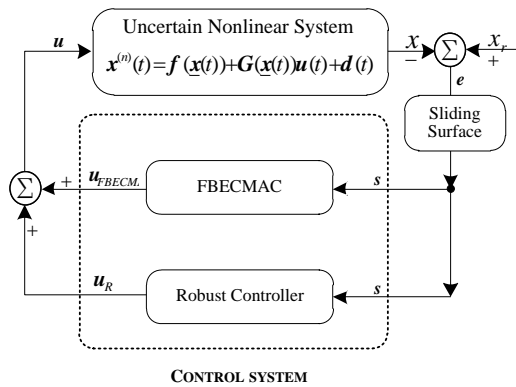 Uncertain Nonlinear System
x⁽ⁿ⁾(t)=f(x(t))+G(x(t))u(t)+d(t)
u
x
−
Σ
x_r
+
e
Sliding
Surface
Σ
+
u_FBECM.
FBECMAC
s
+
u_R
Robust Controller
s
CONTROL SYSTEM